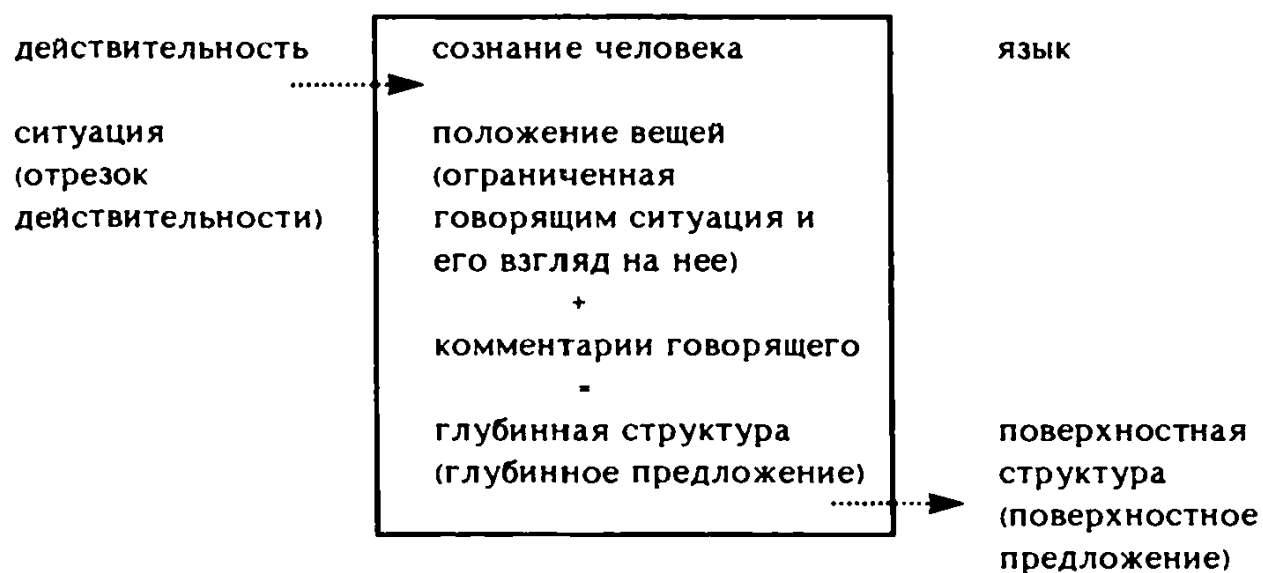 действительность
сознание человека
язык
ситуация
(отрезок
действительности)
положение вещей
(ограниченная
говорящим ситуация и
его взгляд на нее)
+
комментарии говорящего
=
глубинная структура
(глубинное предложение)
поверхностная
структура
(поверхностное
предложение)